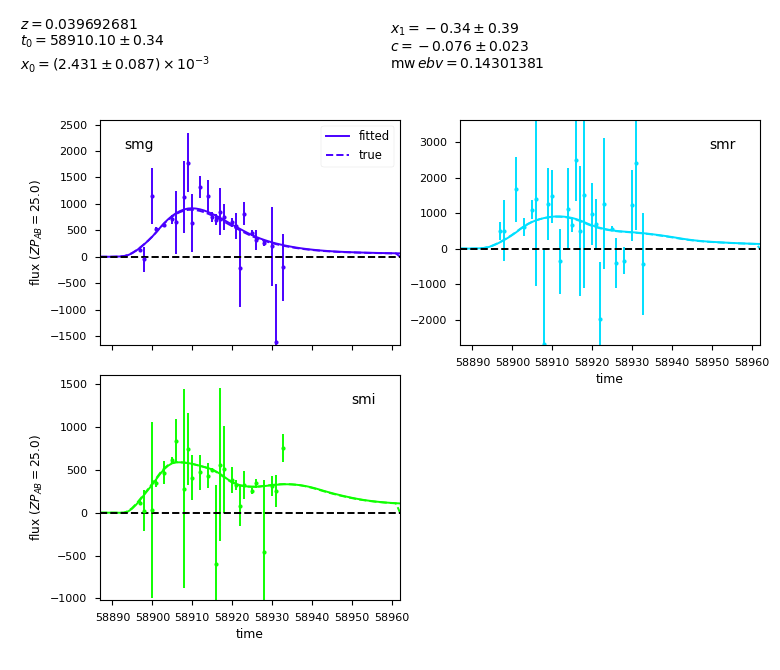 z = 0.039692681
t₀ = 58910.10 ± 0.34
x₀ = (2.431 ± 0.087) × 10⁻³
x₁ = −0.34 ± 0.39
c = −0.076 ± 0.023
mwebv = 0.14301381
smg
fitted
true
2500
2000
1500
1000
500
0
−500
−1000
−1500
flux (ZP_AB = 25.0)
smr
3000
2000
1000
0
−1000
−2000
58890 58900 58910 58920 58930 58940 58950 58960
time
smi
1500
1000
500
0
−500
−1000
flux (ZP_AB = 25.0)
58890 58900 58910 58920 58930 58940 58950 58960
time